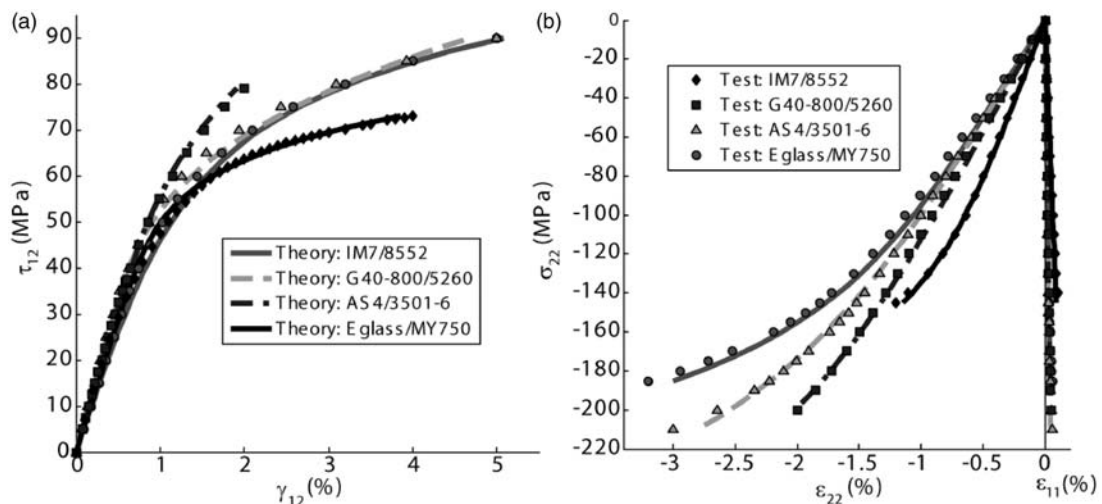 (a)
90
80
70
60
50
40
30
20
10
0
τ12 (MPa)
Theory: IM7/8552
Theory: G40-800/5260
Theory: AS4/3501-6
Theory: Eglass/MY750
0 1 2 3 4 5
γ12 (%)
(b)
-20
-40
-60
-80
-100
-120
-140
-160
-180
-200
-220
σ22 (MPa)
Test: IM7/8552
Test: G40-800/5260
Test: AS4/3501-6
Test: Eglass/MY750
-3 -2.5 -2 -1.5 -1 -0.5 0
ε22 (%) ε11 (%)